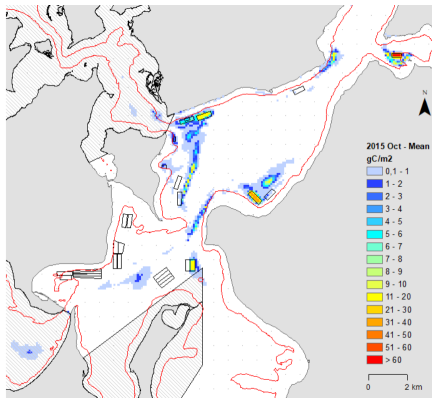 N
2015 Oct - Mean
gC/m2
0,1 - 1
1 - 2
2 - 3
3 - 4
4 - 5
5 - 6
6 - 7
7 - 8
8 - 9
9 - 10
11 - 20
21 - 30
31 - 40
41 - 50
51 - 60
> 60
0 2 km